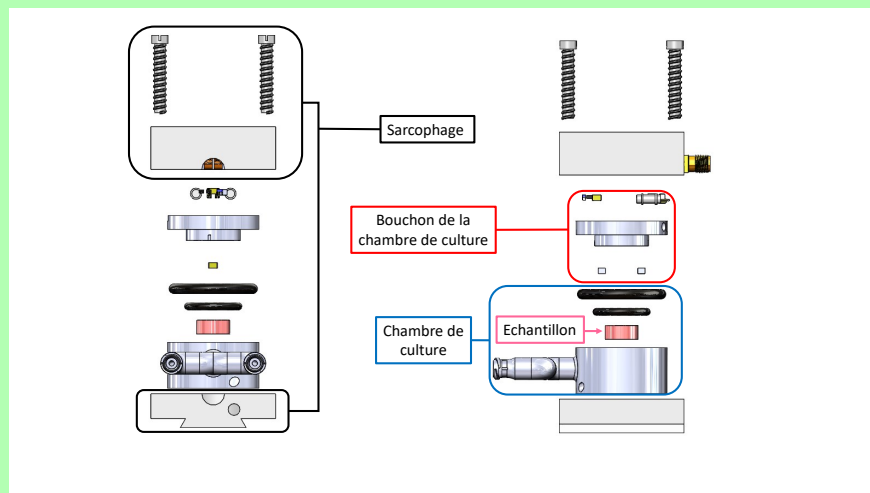 Sarcophage
Bouchon de la
chambre de culture
Chambre de
culture
Echantillon